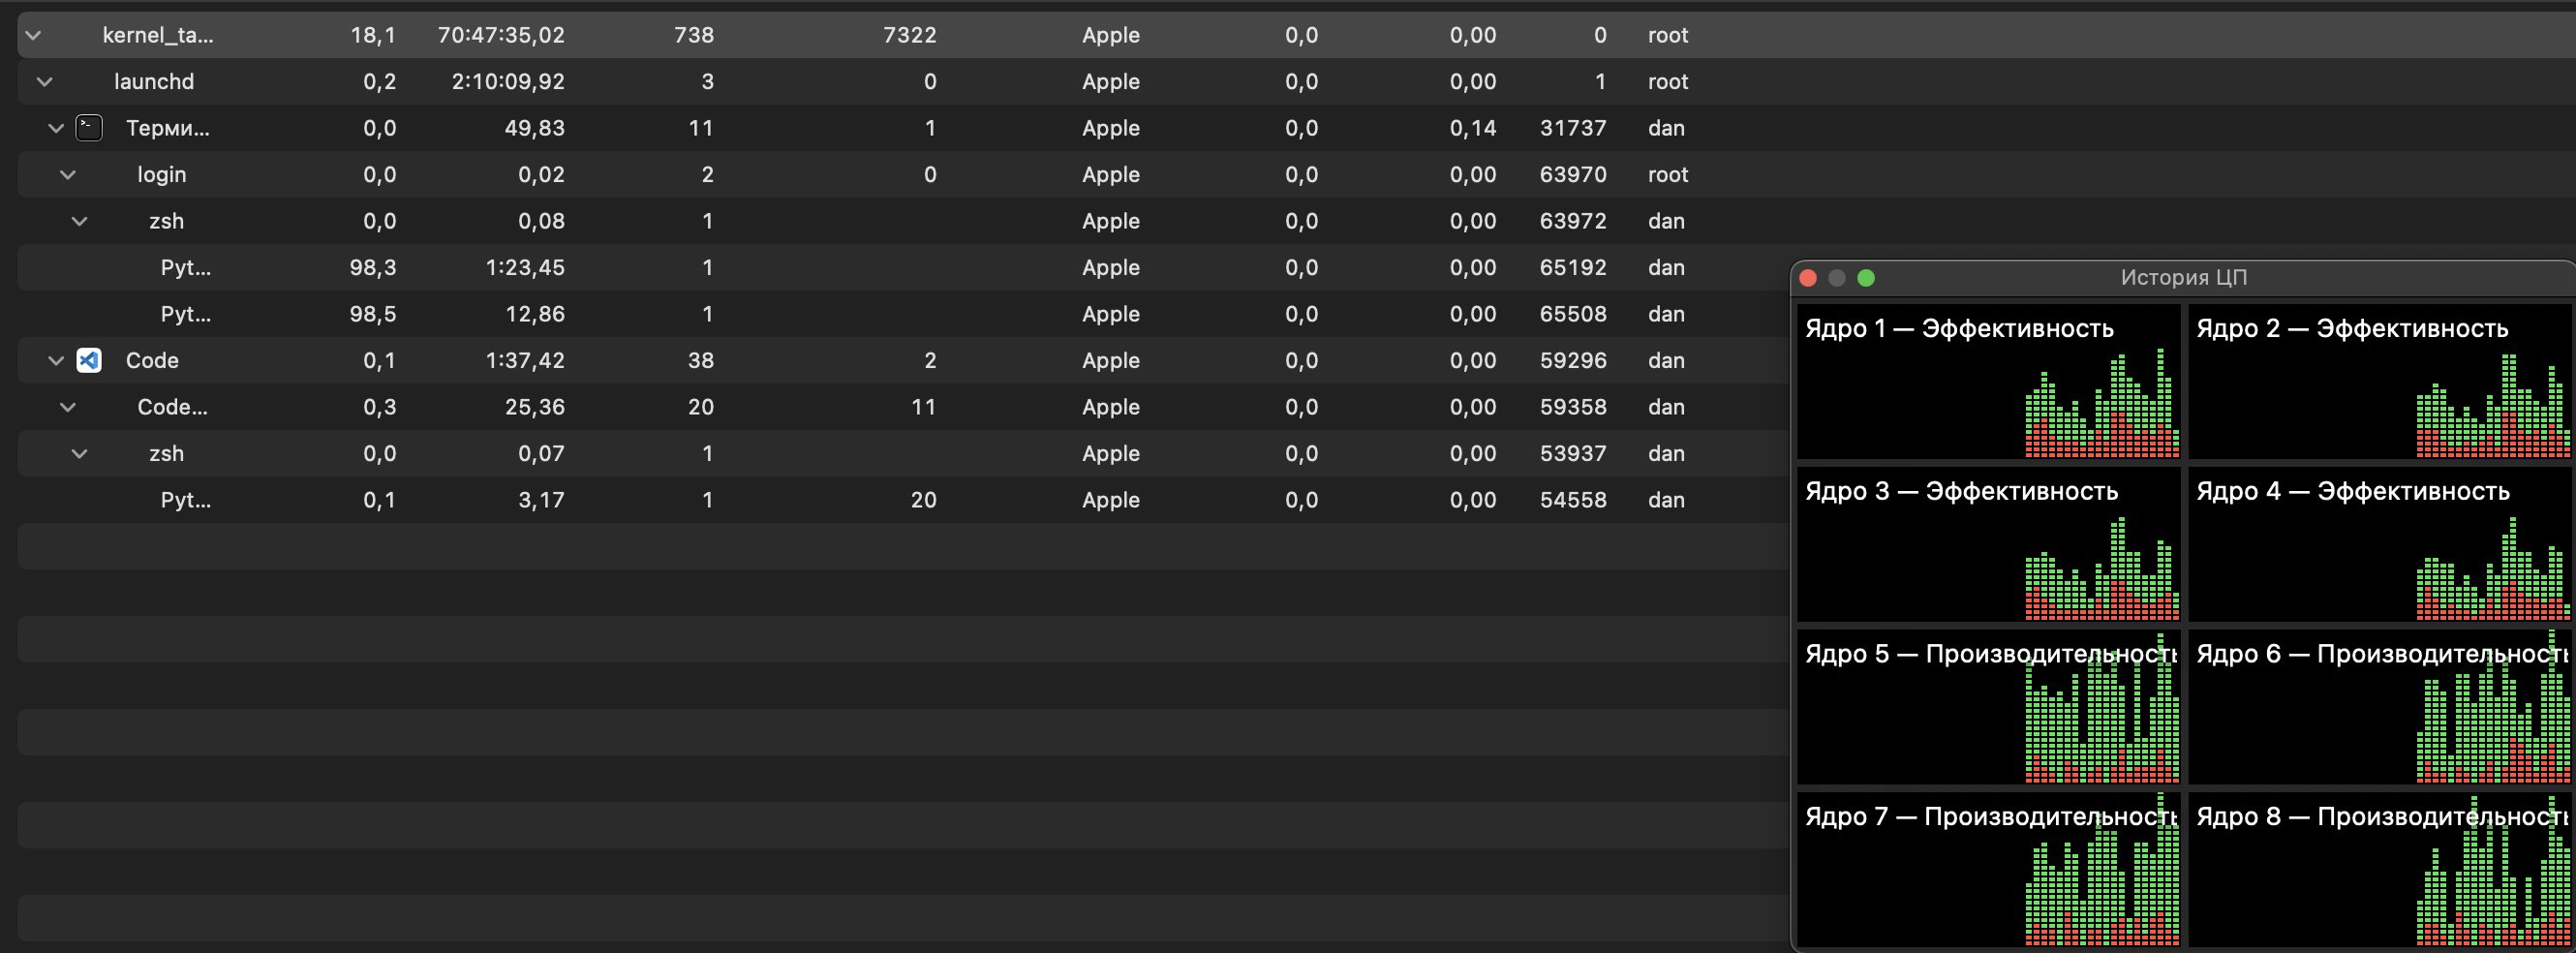 kernel_ta... 18,1 70:47:35,02 738 7322 Apple 0,0 0,00 0 root
launchd 0,2 2:10:09,92 3 0 Apple 0,0 0,00 1 root
Терми... 0,0 49,83 11 1 Apple 0,0 0,14 31737 dan
login 0,0 0,02 2 0 Apple 0,0 0,00 63970 root
zsh 0,0 0,08 1 Apple 0,0 0,00 63972 dan
Pyt... 98,3 1:23,45 1 Apple 0,0 0,00 65192 dan
Pyt... 98,5 12,86 1 Apple 0,0 0,00 65508 dan
Code 0,1 1:37,42 38 2 Apple 0,0 0,00 59296 dan
Code... 0,3 25,36 20 11 Apple 0,0 0,00 59358 dan
zsh 0,0 0,07 1 Apple 0,0 0,00 53937 dan
Pyt... 0,1 3,17 1 20 Apple 0,0 0,00 54558 dan
История ЦП
Ядро 1 — Эффективность
Ядро 2 — Эффективность
Ядро 3 — Эффективность
Ядро 4 — Эффективность
Ядро 5 — Производительность
Ядро 6 — Производительность
Ядро 7 — Производительность
Ядро 8 — Производительность